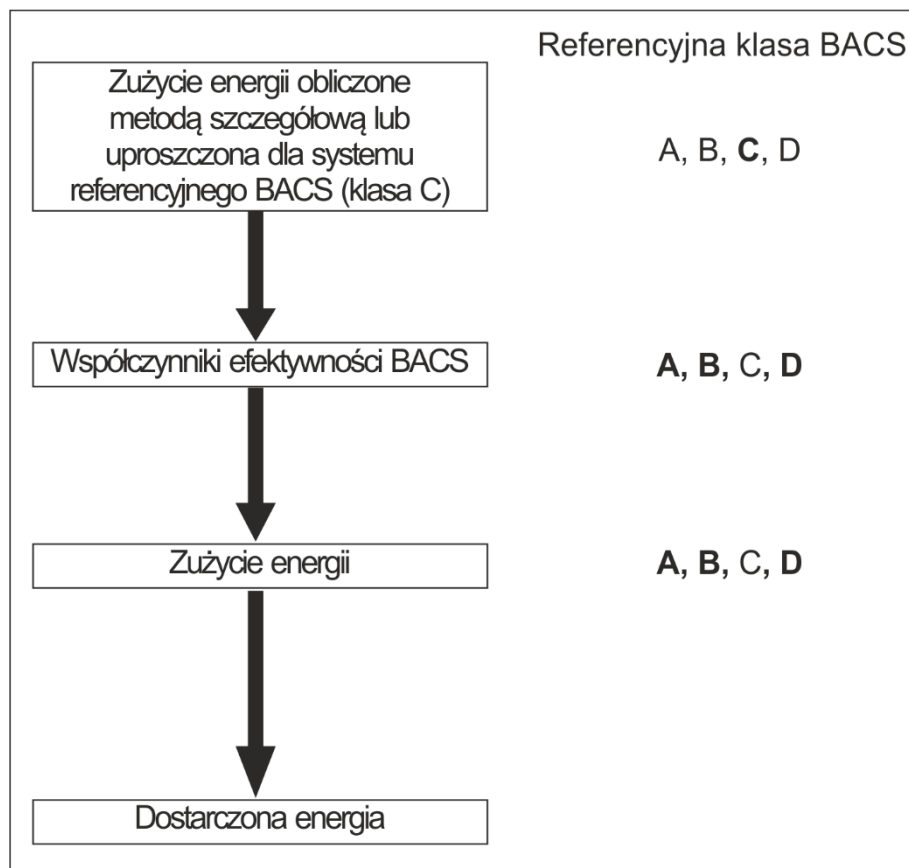 Referencyjna klasa BACS
Zużycie energii obliczone
metodą szczegółową lub
uproszczona dla systemu
referencyjnego BACS (klasa C)
A, B, C, D
Współczynniki efektywności BACS
A, B, C, D
Zużycie energii
A, B, C, D
Dostarczona energia